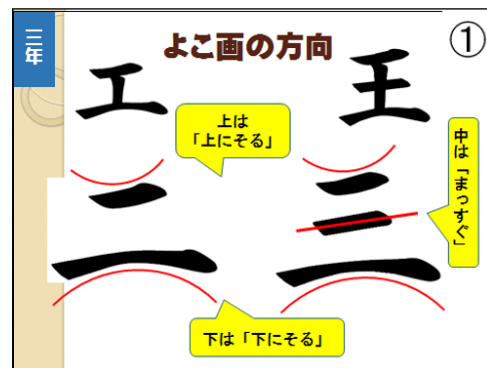 三年
よこ画の方向
①
工
王
上は
「上にそる」
中は「まっすぐ」
二
三
下は「下にそる」